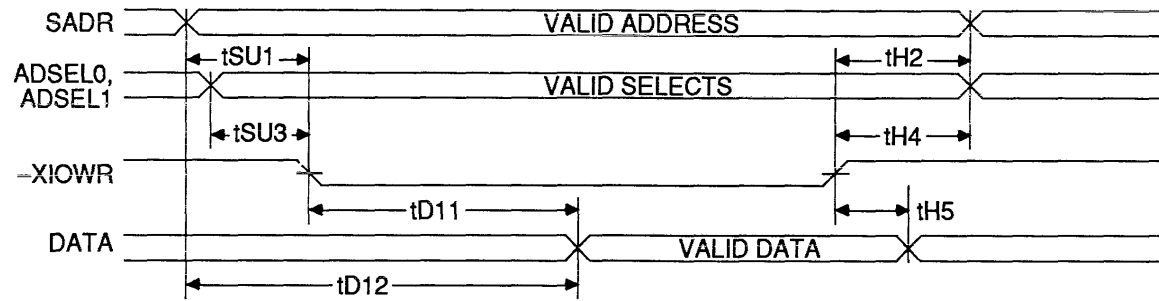 SADR VALID ADDRESS
tSU1 tH2
ADSEL0,
ADSEL1 VALID SELECTS
tSU3 tH4
–XIOWR
tD11 tH5
DATA VALID DATA
tD12